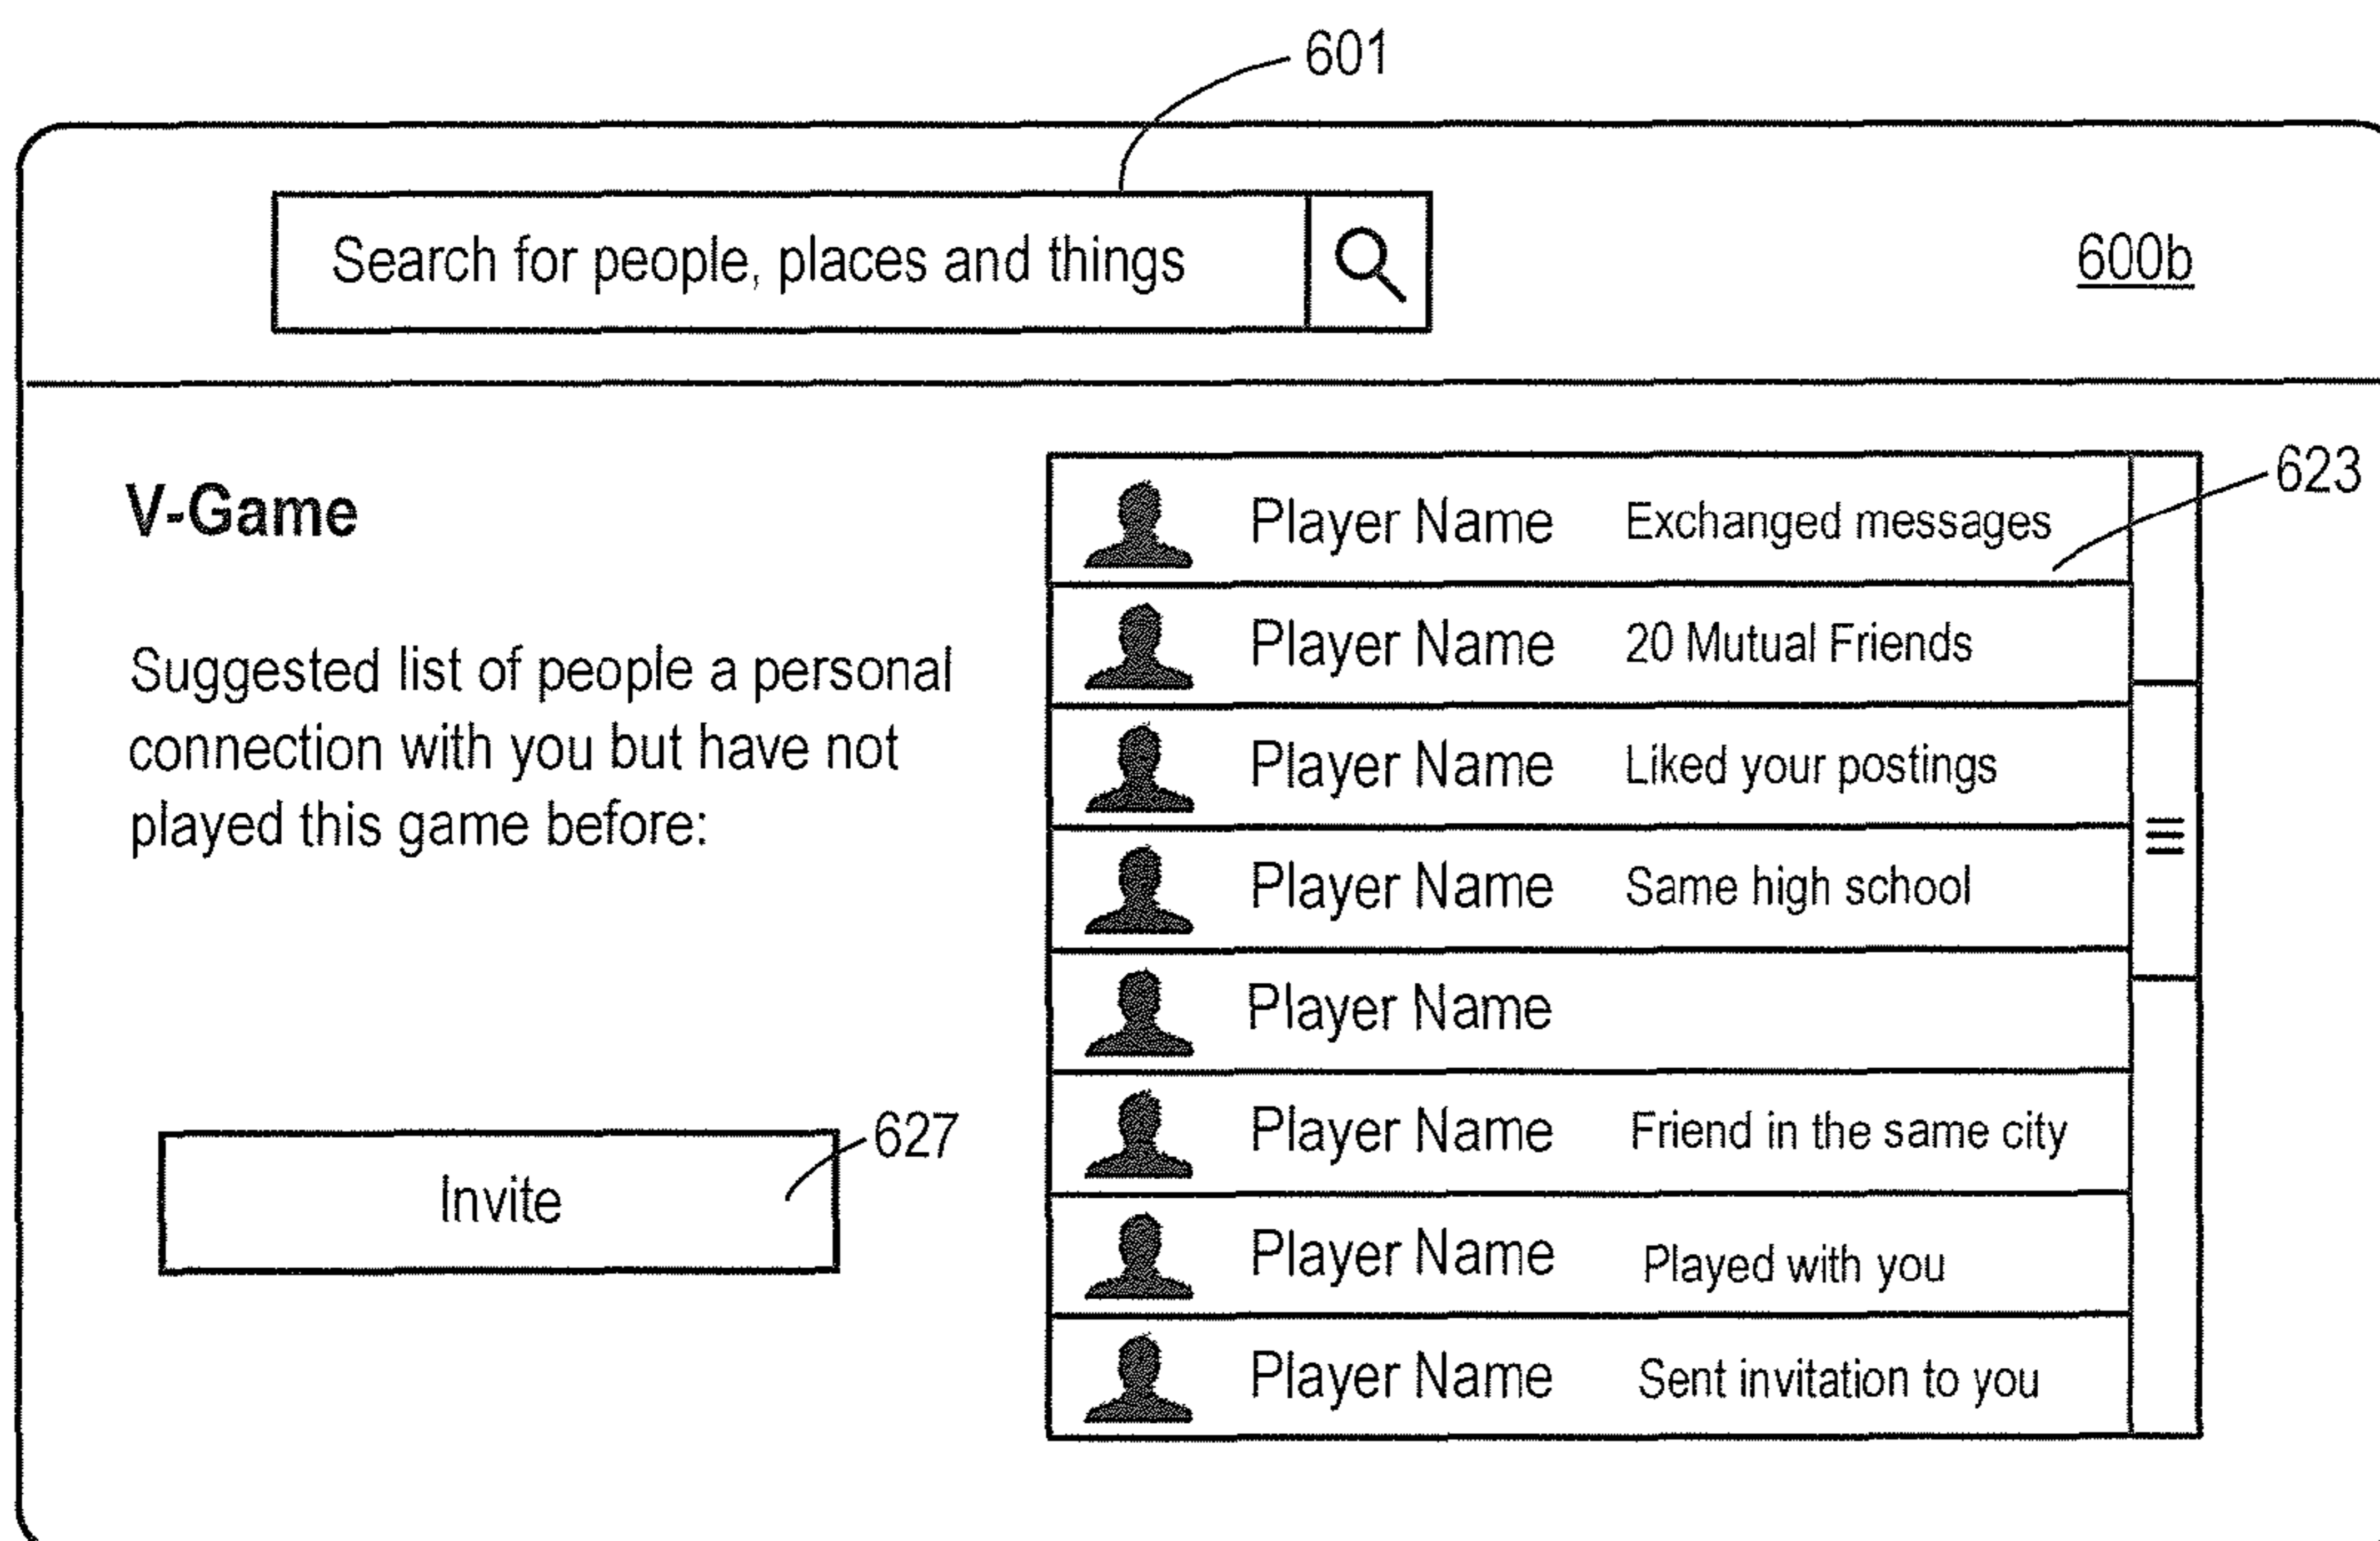 601
Search for people, places and things
600b
V-Game
Suggested list of people a personal
connection with you but have not
played this game before:
Invite
627
623
Player Name Exchanged messages
Player Name 20 Mutual Friends
Player Name Liked your postings
Player Name Same high school
Player Name
Player Name Friend in the same city
Player Name Played with you
Player Name Sent invitation to you